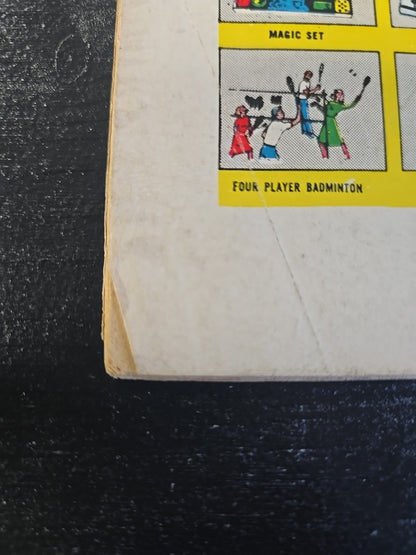 MAGIC SET
FOUR PLAYER BADMINTON